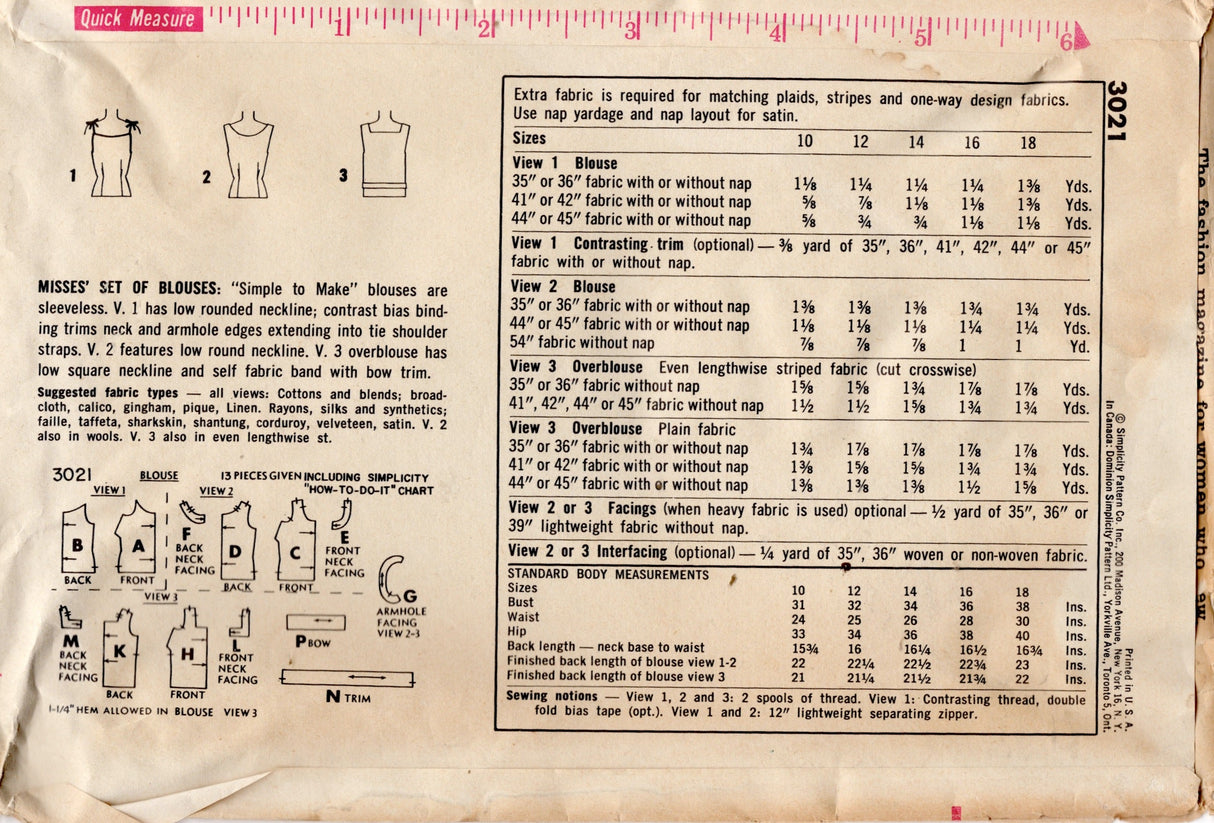 Quick Measure
1 2 3 4 5 6
1 2 3
MISSES' SET OF BLOUSES: "Simple to Make" blouses are
sleeveless. V. 1 has low rounded neckline; contrast bias bind-
ing trims neck and armhole edges extending into tie shoulder
straps. V. 2 features low round neckline. V. 3 overblouse has
low square neckline and self fabric band with bow trim.
Suggested fabric types — all views: Cottons and blends; broad-
cloth, calico, gingham, pique, Linen. Rayons, silks and synthetics;
faille, taffeta, sharkskin, shantung, corduroy, velveteen, satin. V. 2
also in wools. V. 3 also in even lengthwise st.
3021 BLOUSE 13 PIECES GIVEN INCLUDING SIMPLICITY
"HOW-TO-DO-IT" CHART
VIEW 1 VIEW 2
B
BACK
A
FRONT
F
BACK
NECK
FACING
D
BACK
C
FRONT
E
FRONT
NECK
FACING
G
ARMHOLE
FACING
VIEW 2-3
VIEW 3
M
BACK
NECK
FACING
K
BACK
H
FRONT
L
FRONT
NECK
FACING
P BOW
N TRIM
1-1/4" HEM ALLOWED IN BLOUSE VIEW 3
Extra fabric is required for matching plaids, stripes and one-way design fabrics.
Use nap yardage and nap layout for satin.
Sizes 10 12 14 16 18
View 1 Blouse
35" or 36" fabric with or without nap 1⅛ 1¼ 1¼ 1¼ 1⅜ Yds.
41" or 42" fabric with or without nap ⅝ ⅞ 1⅛ 1⅛ 1⅜ Yds.
44" or 45" fabric with or without nap ⅝ ¾ ¾ 1⅛ 1⅛ Yds.
View 1 Contrasting trim (optional) — ⅜ yard of 35", 36", 41", 42", 44" or 45"
fabric with or without nap.
View 2 Blouse
35" or 36" fabric with or without nap 1⅜ 1⅜ 1⅜ 1¾ 1¾ Yds.
44" or 45" fabric with or without nap 1⅛ 1⅛ 1⅛ 1¼ 1¼ Yds.
54" fabric without nap ⅞ ⅞ ⅞ 1 1 Yd.
View 3 Overblouse Even lengthwise striped fabric (cut crosswise)
35" or 36" fabric without nap 1⅝ 1⅝ 1¾ 1⅞ 1⅞ Yds.
41", 42", 44" or 45" fabric without nap 1½ 1½ 1⅝ 1¾ 1¾ Yds.
View 3 Overblouse Plain fabric
35" or 36" fabric with or without nap 1¾ 1⅞ 1⅞ 1⅞ 1⅞ Yds.
41" or 42" fabric with or without nap 1⅜ 1⅝ 1⅝ 1¾ 1¾ Yds.
44" or 45" fabric with or without nap 1⅜ 1⅜ 1⅜ 1½ 1⅝ Yds.
View 2 or 3 Facings (when heavy fabric is used) optional — ½ yard of 35", 36" or
39" lightweight fabric without nap.
View 2 or 3 Interfacing (optional) — ¼ yard of 35", 36" woven or non-woven fabric.
STANDARD BODY MEASUREMENTS
Sizes 10 12 14 16 18
Bust 31 32 34 36 38 Ins.
Waist 24 25 26 28 30 Ins.
Hip 33 34 36 38 40 Ins.
Back length — neck base to waist 15¾ 16 16¼ 16½ 16¾ Ins.
Finished back length of blouse view 1-2 22 22¼ 22½ 22¾ 23 Ins.
Finished back length of blouse view 3 21 21¼ 21½ 21¾ 22 Ins.
Sewing notions — View 1, 2 and 3: 2 spools of thread. View 1: Contrasting thread, double
fold bias tape (opt.). View 1 and 2: 12" lightweight separating zipper.
3021
Printed in U. S. A.
© Simplicity Pattern Co. Inc., 200 Madison Avenue, New York 16, N. Y.
In Canada: Dominion Simplicity Pattern Ltd., Yorkville Ave., Toronto 5, Ont.
The fashion magazine for women who